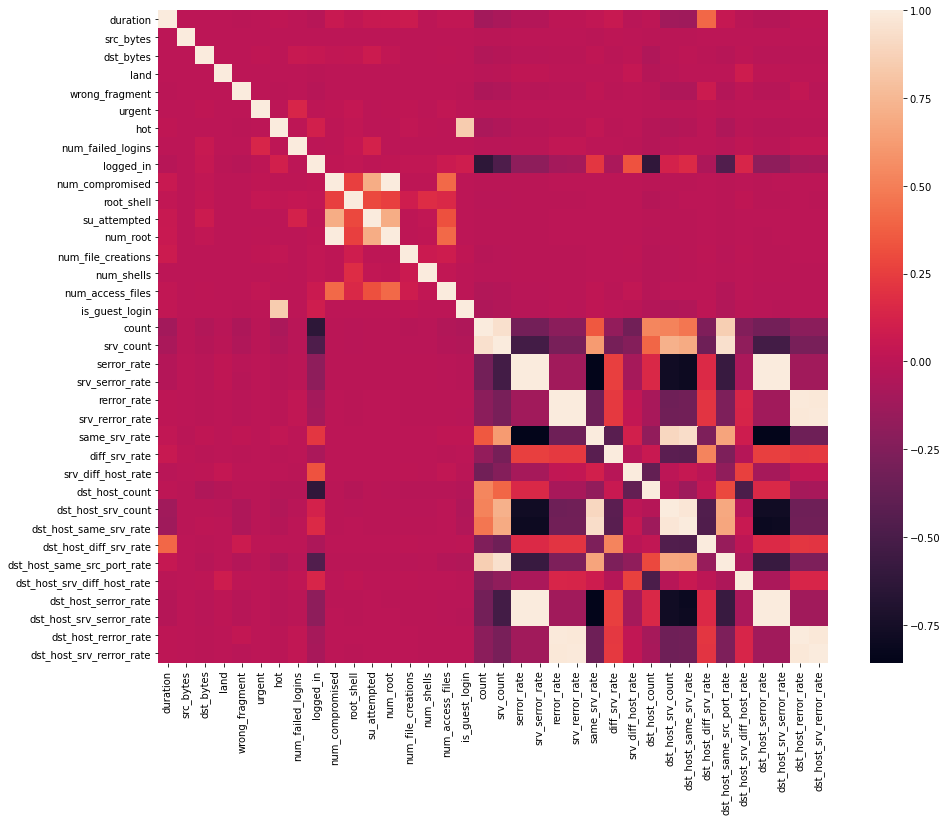 duration
src_bytes
dst_bytes
land
wrong_fragment
urgent
hot
num_failed_logins
logged_in
num_compromised
root_shell
su_attempted
num_root
num_file_creations
num_shells
num_access_files
is_guest_login
count
srv_count
serror_rate
srv_serror_rate
rerror_rate
srv_rerror_rate
same_srv_rate
diff_srv_rate
srv_diff_host_rate
dst_host_count
dst_host_srv_count
dst_host_same_srv_rate
dst_host_diff_srv_rate
dst_host_same_src_port_rate
dst_host_srv_diff_host_rate
dst_host_serror_rate
dst_host_srv_serror_rate
dst_host_rerror_rate
dst_host_srv_rerror_rate
duration
src_bytes
dst_bytes
land
wrong_fragment
urgent
hot
num_failed_logins
logged_in
num_compromised
root_shell
su_attempted
num_root
num_file_creations
num_shells
num_access_files
is_guest_login
count
srv_count
serror_rate
srv_serror_rate
rerror_rate
srv_rerror_rate
same_srv_rate
diff_srv_rate
srv_diff_host_rate
dst_host_count
dst_host_srv_count
dst_host_same_srv_rate
dst_host_diff_srv_rate
dst_host_same_src_port_rate
dst_host_srv_diff_host_rate
dst_host_serror_rate
dst_host_srv_serror_rate
dst_host_rerror_rate
dst_host_srv_rerror_rate
1.00
0.75
0.50
0.25
0.00
−0.25
−0.50
−0.75